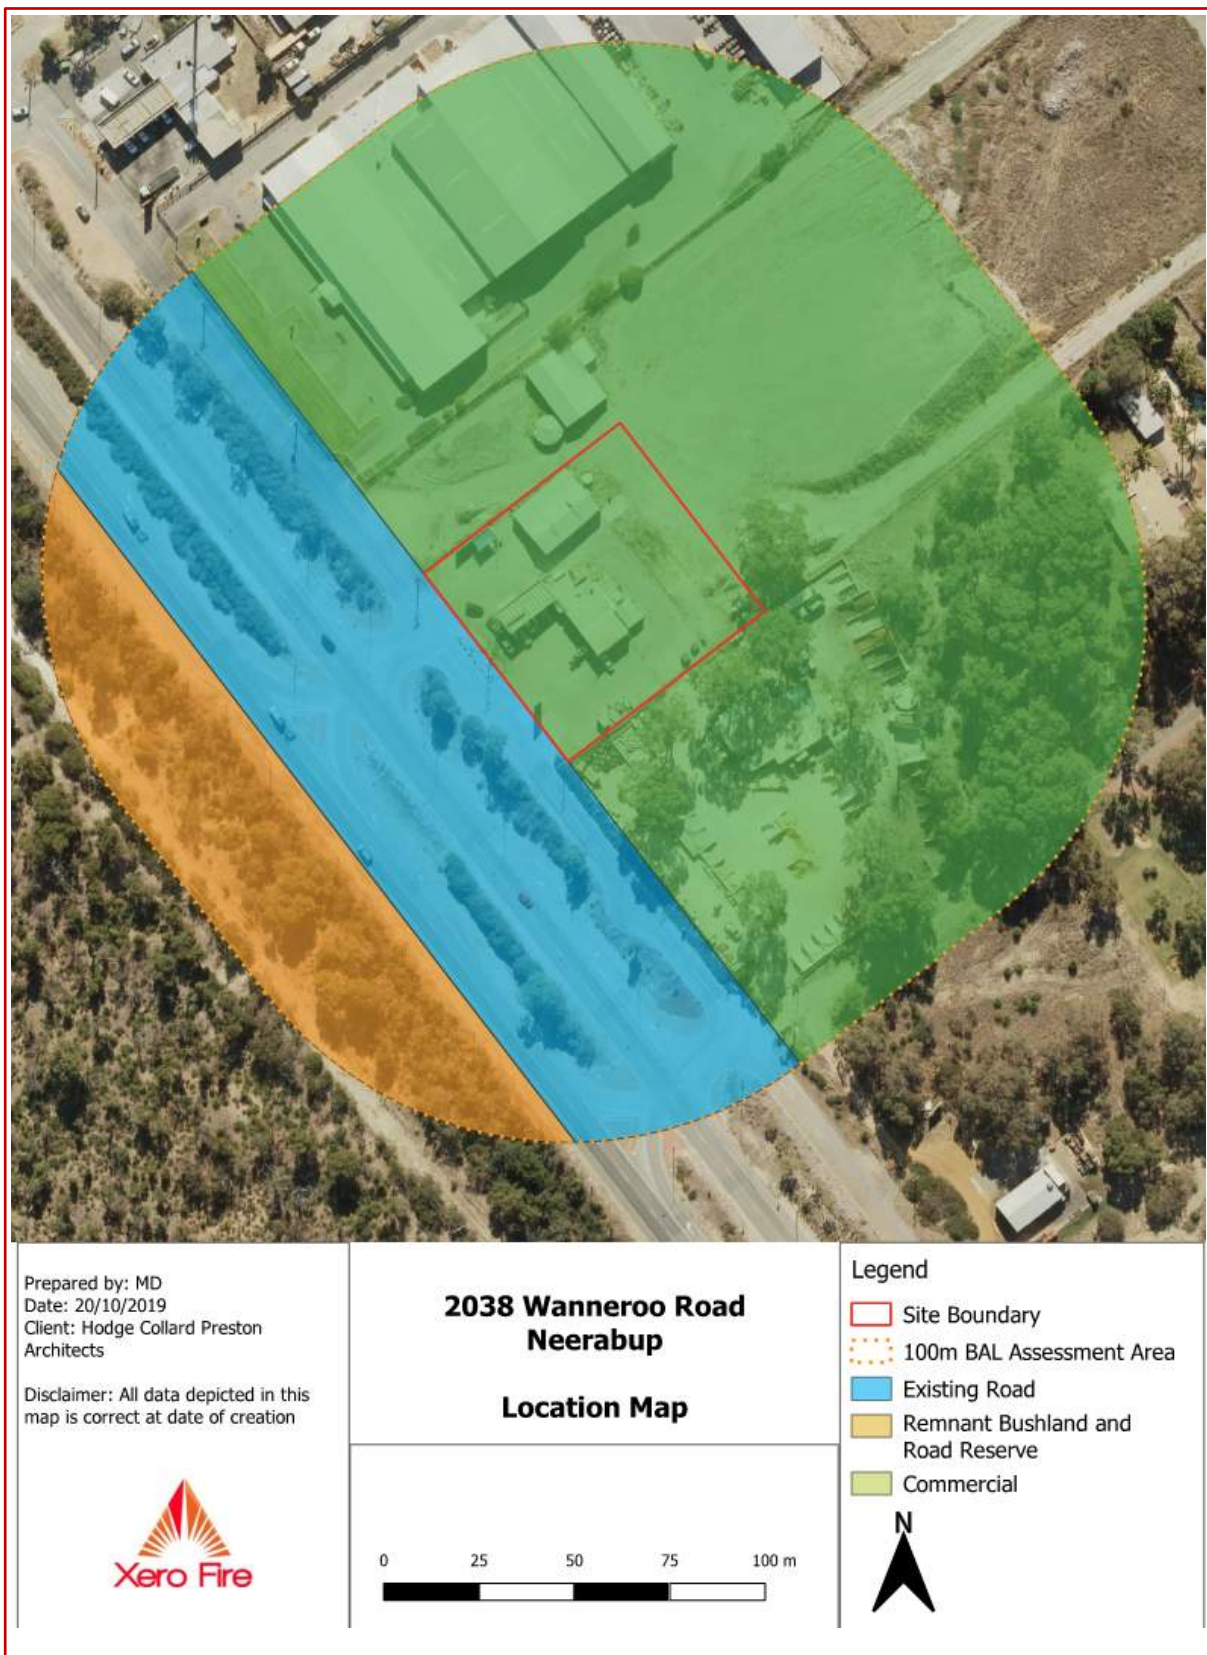 Prepared by: MD
Date: 20/10/2019
Client: Hodge Collard Preston
Architects
Disclaimer: All data depicted in this
map is correct at date of creation
Xero Fire
2038 Wanneroo Road
Neerabup
Location Map
0 25 50 75 100 m
Legend
Site Boundary
100m BAL Assessment Area
Existing Road
Remnant Bushland and
Road Reserve
Commercial
N